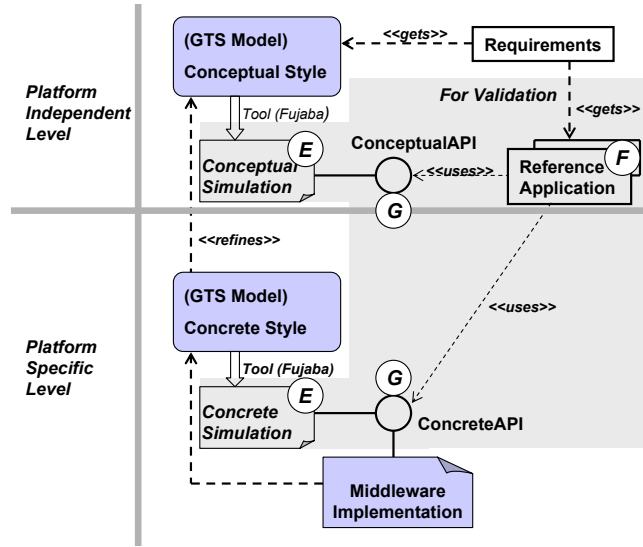 (GTS Model)
Conceptual Style
<<gets>>
Requirements
Platform
Independent
Level
For Validation
<<gets>>
Tool (Fujaba)
E
ConceptualAPI
F
Conceptual
Simulation
<<uses>>
Reference
Application
G
<<refines>>
(GTS Model)
Concrete Style
<<uses>>
Platform
Specific
Level
Tool (Fujaba)
G
E
Concrete
Simulation
ConcreteAPI
Middleware
Implementation